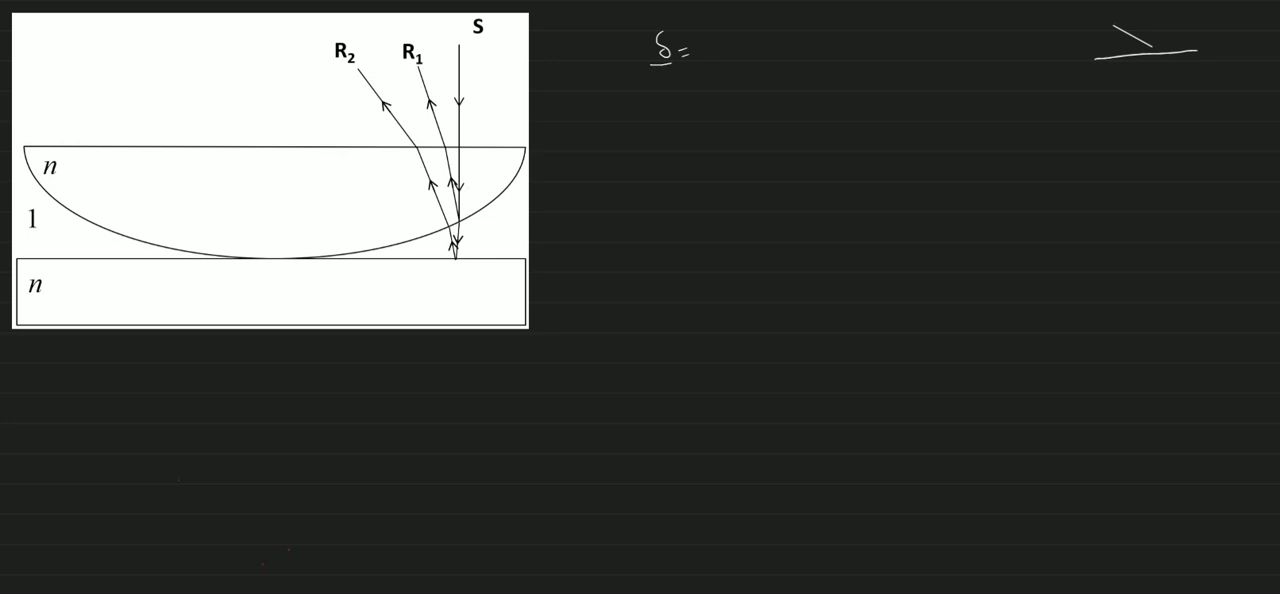 S
R₂ R₁
δ =
n
1
n